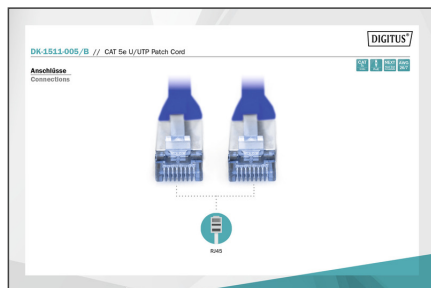 DIGITUS®
DK-1511-005/B // CAT 5e U/UTP Patch Cord
Anschlüsse
Connections
RJ45